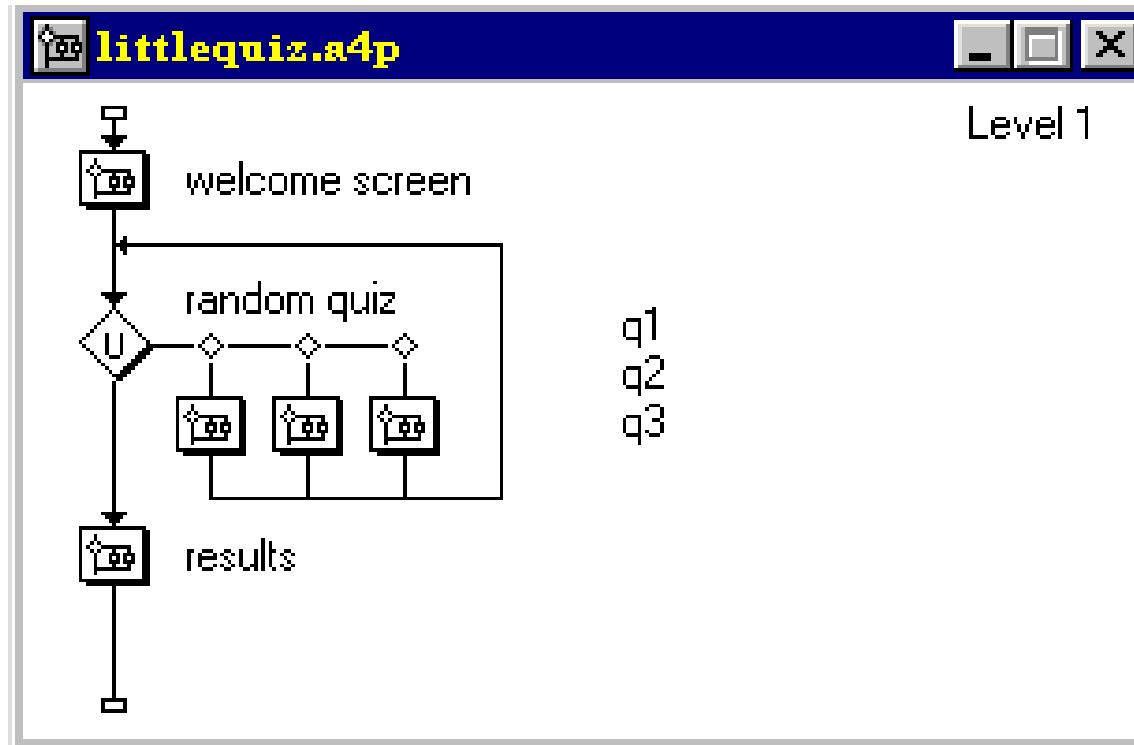 littlequiz.a4p
Level 1
welcome screen
random quiz
U
q1
q2
q3
results